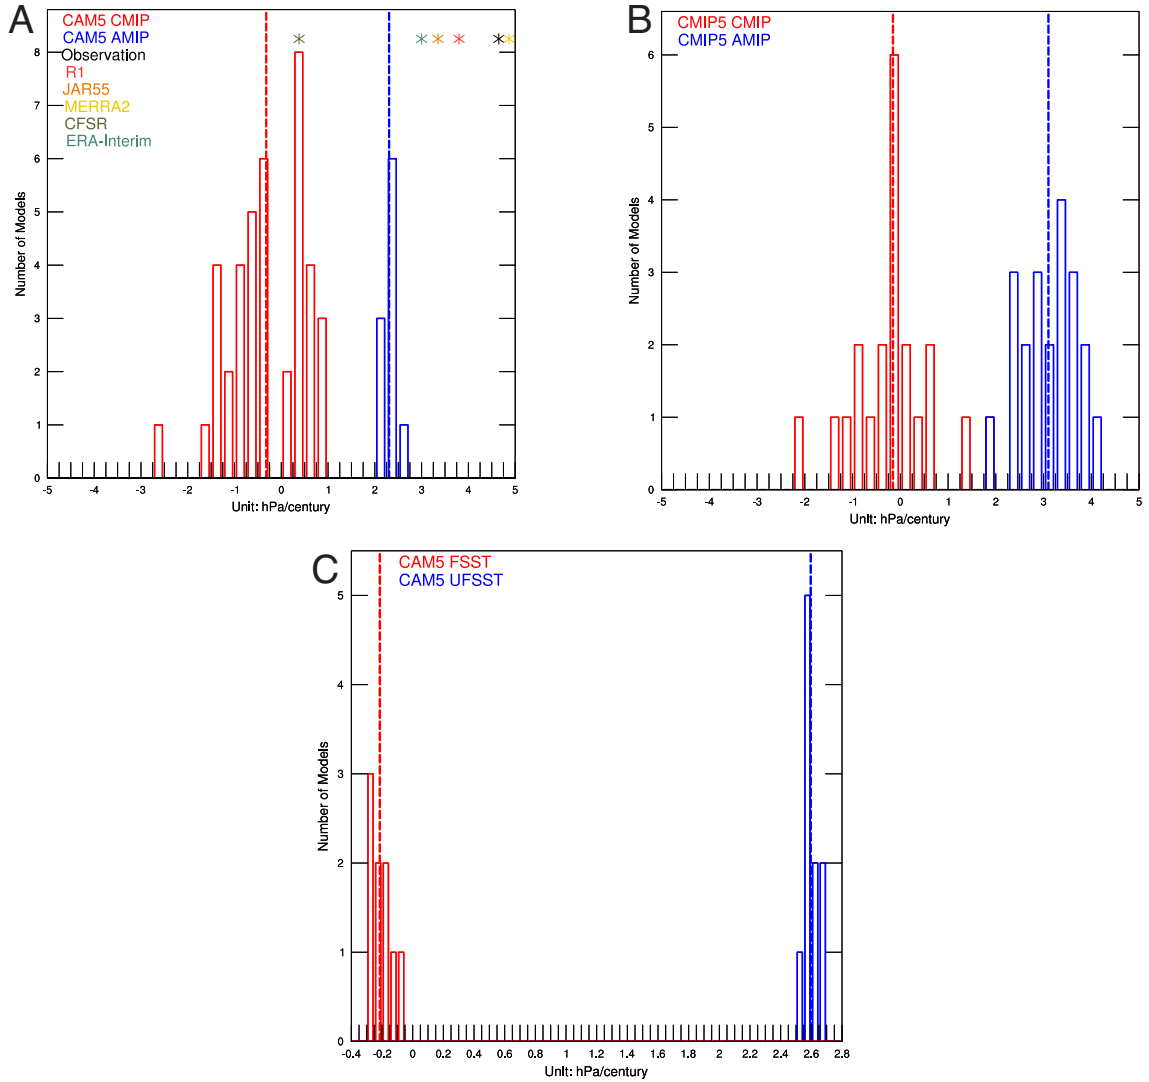 A
CAM5 CMIP
CAM5 AMIP
Observation
R1
JAR55
MERRA2
CFSR
ERA-Interim
Number of Models
8
7
6
5
4
3
2
1
0
-5 -4 -3 -2 -1 0 1 2 3 4 5
Unit: hPa/century
B
CMIP5 CMIP
CMIP5 AMIP
Number of Models
6
5
4
3
2
1
0
-5 -4 -3 -2 -1 0 1 2 3 4 5
Unit: hPa/century
C
CAM5 FSST
CAM5 UFSST
Number of Models
5
4
3
2
1
0
-0.4 -0.2 0 0.2 0.4 0.6 0.8 1 1.2 1.4 1.6 1.8 2 2.2 2.4 2.6 2.8
Unit: hPa/century